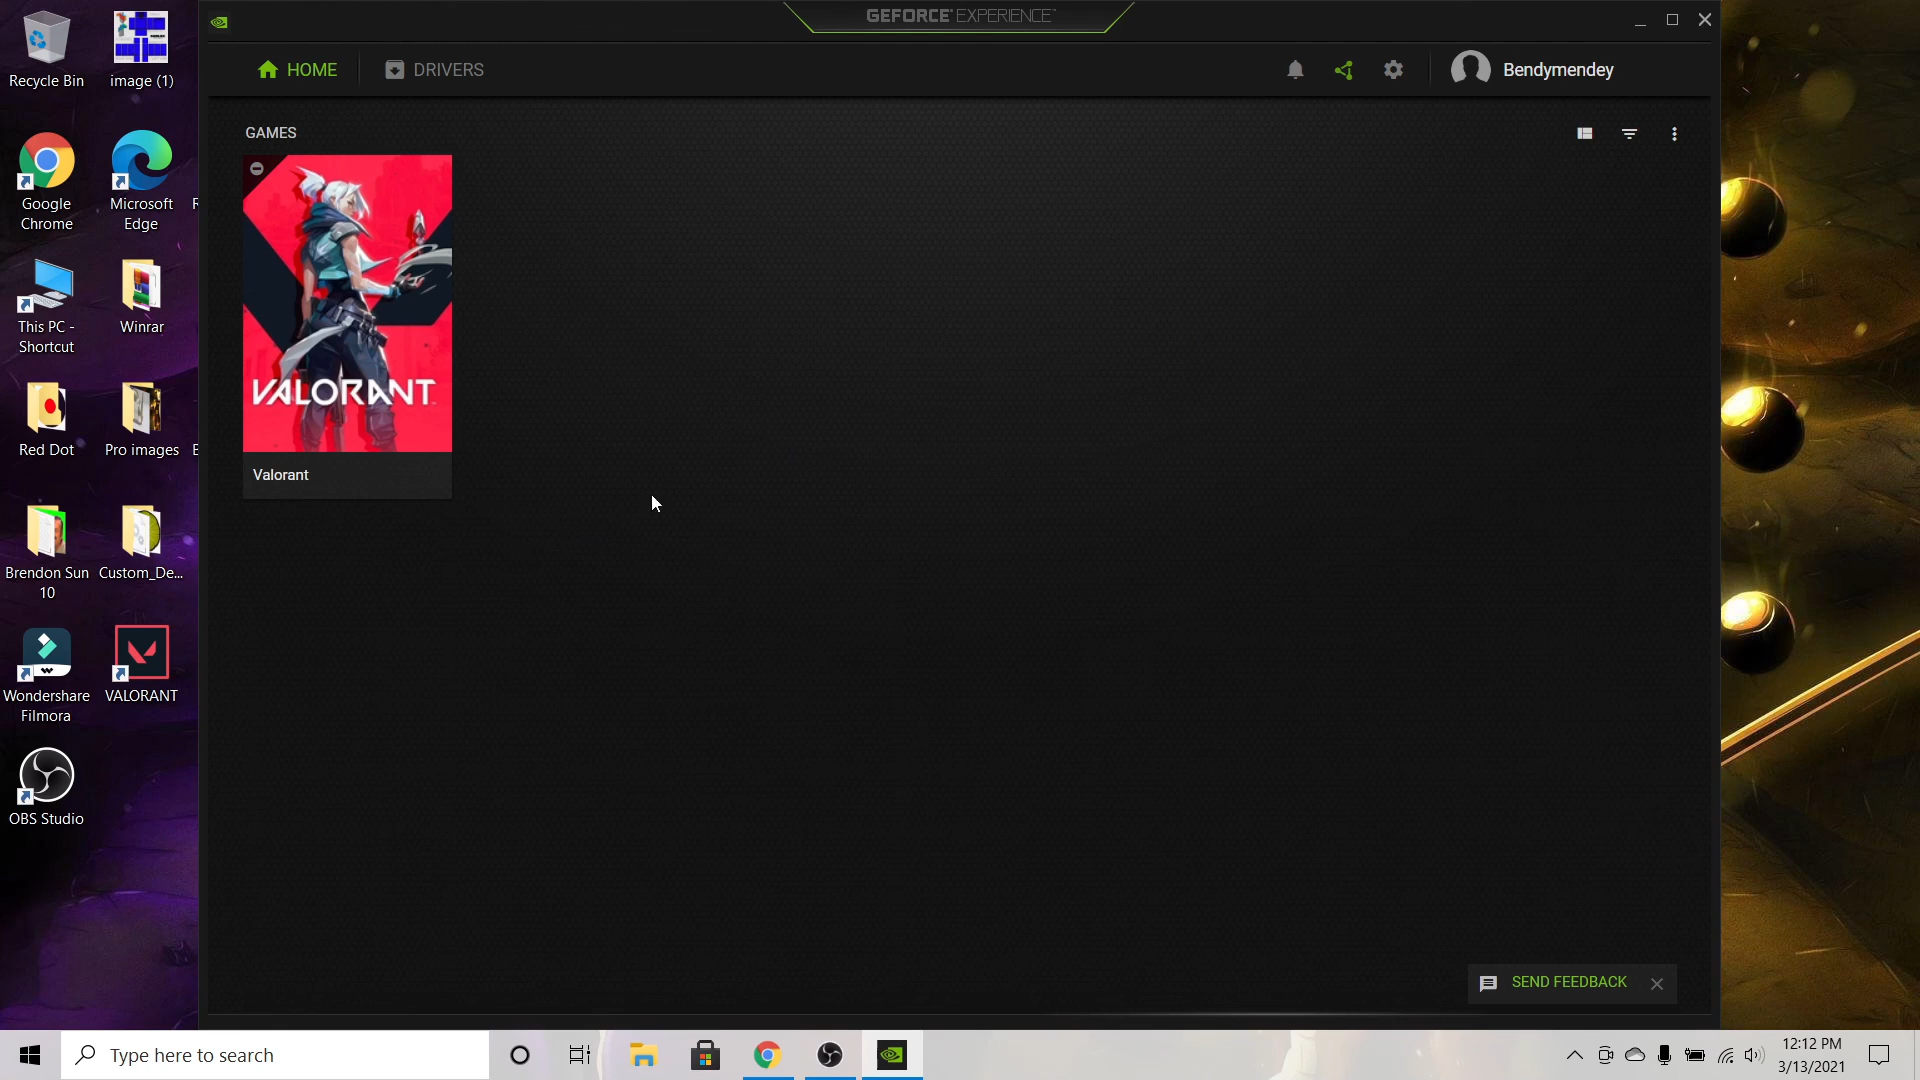 GEFORCE EXPERIENCE™
HOME
DRIVERS
Bendymendey
GAMES
VALORANT
Valorant
Recycle Bin
image (1)
Google
Chrome
Microsoft
Edge
This PC -
Shortcut
Winrar
Red Dot
Pro images
Brendon Sun
10
Custom_De...
Wondershare
Filmora
VALORANT
OBS Studio
SEND FEEDBACK
Type here to search
12:12 PM
3/13/2021